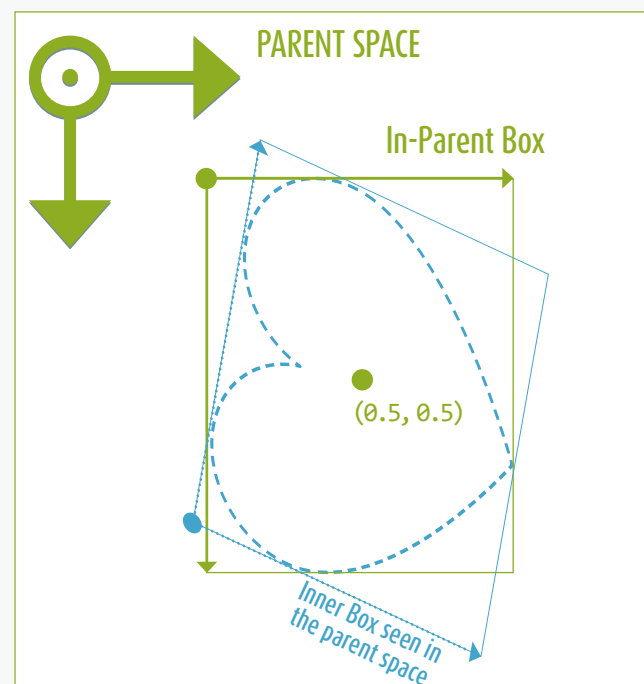 PARENT SPACE
In-Parent Box
(0.5, 0.5)
Inner Box seen in
the parent space